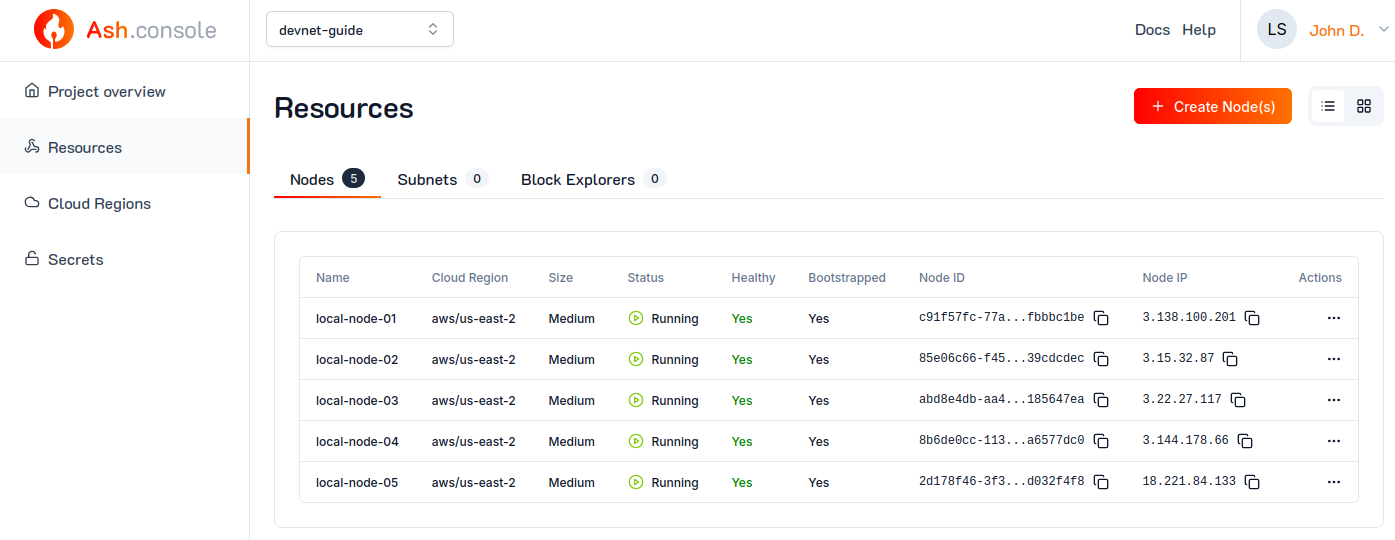 Ash.console
devnet-guide
Docs Help
LS John D.
Project overview
Resources
Cloud Regions
Secrets
Resources
+ Create Node(s)
Nodes 5 Subnets 0 Block Explorers 0
Name Cloud Region Size Status Healthy Bootstrapped Node ID Node IP Actions
local-node-01 aws/us-east-2 Medium Running Yes Yes c91f57fc-77a...fbbbc1be 3.138.100.201 ...
local-node-02 aws/us-east-2 Medium Running Yes Yes 85e06c66-f45...39cdcdec 3.15.32.87 ...
local-node-03 aws/us-east-2 Medium Running Yes Yes abd8e4db-aa4...185647ea 3.22.27.117 ...
local-node-04 aws/us-east-2 Medium Running Yes Yes 8b6de0cc-113...a6577dc0 3.144.178.66 ...
local-node-05 aws/us-east-2 Medium Running Yes Yes 2d178f46-3f3...d032f4f8 18.221.84.133 ...